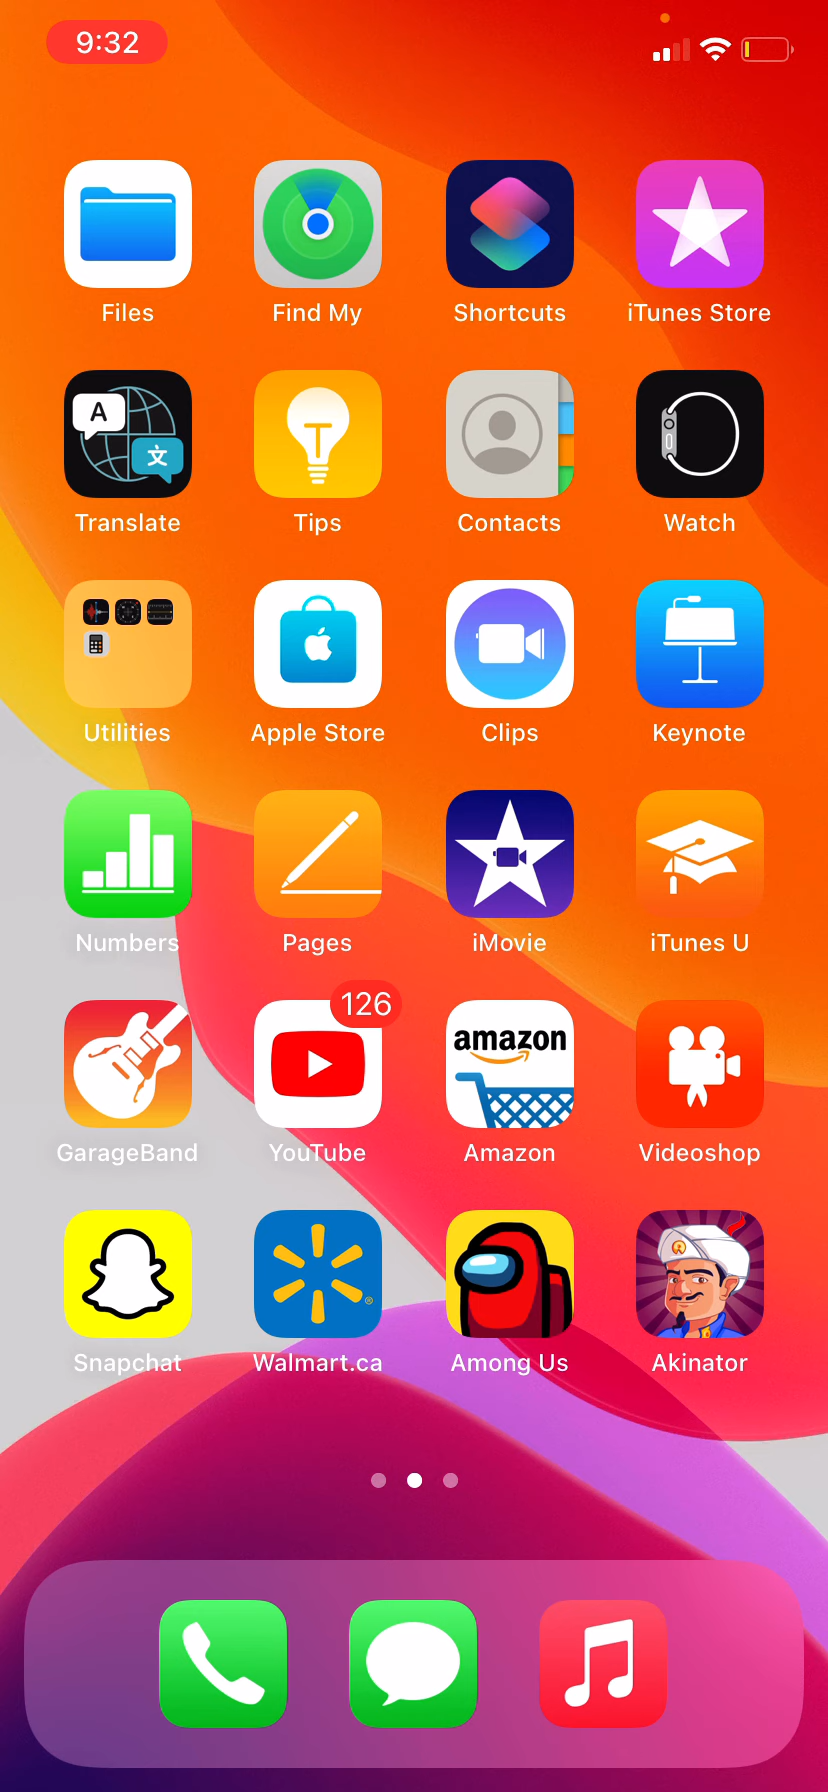 9:32
Files
Find My
Shortcuts
iTunes Store
A
文
Translate
Tips
Contacts
Watch
Utilities
Apple Store
Clips
Keynote
Numbers
Pages
iMovie
iTunes U
126
amazon
GarageBand
YouTube
Amazon
Videoshop
®
Snapchat
Walmart.ca
Among Us
Akinator